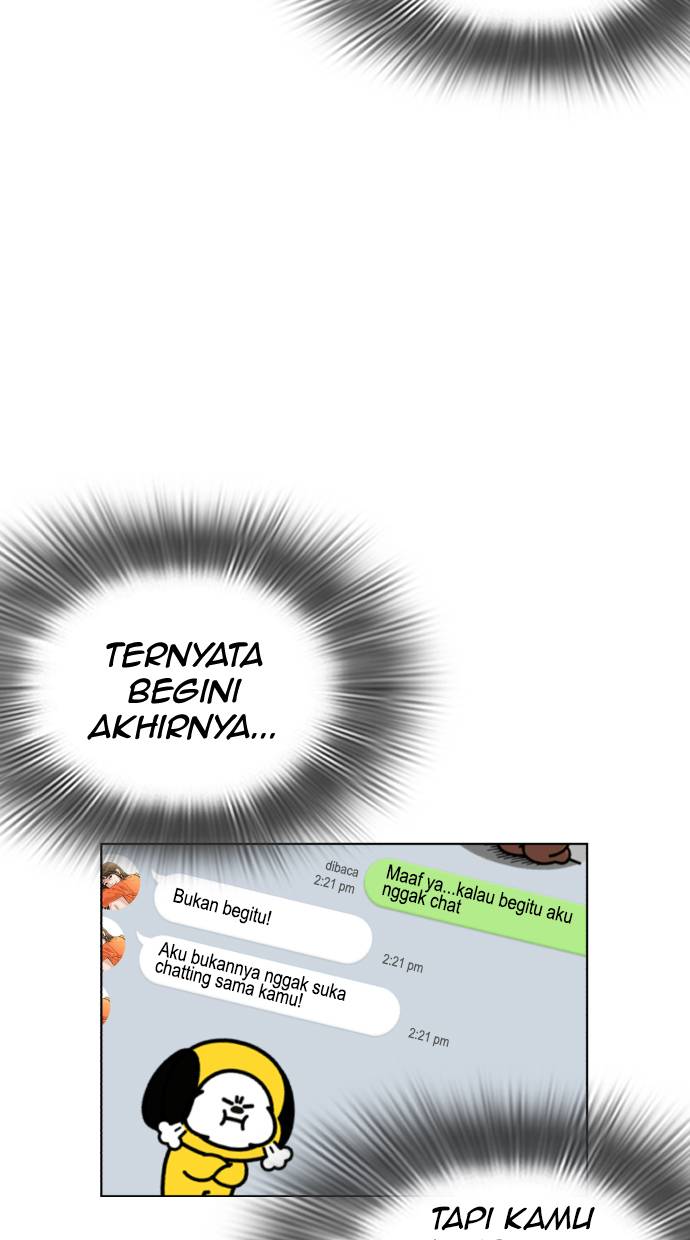 TERNYATA
BEGINI
AKHIRNYA...
dibaca
2:21 pm
Maaf ya...kalau begitu aku
nggak chat
Bukan begitu!
2:21 pm
Aku bukannya nggak suka
chatting sama kamu!
2:21 pm
TAPI KAMU